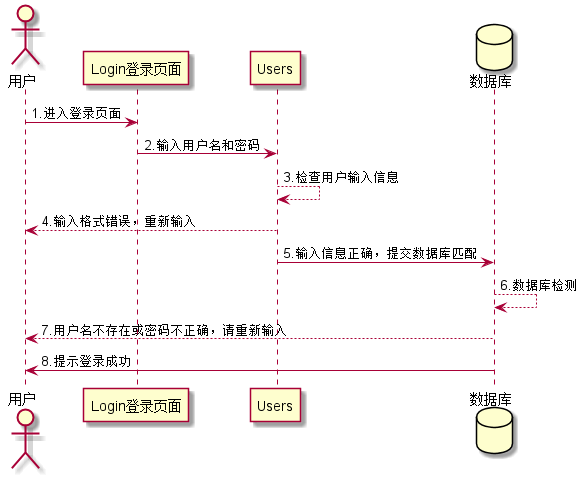 用户
Login登录页面
Users
数据库
1.进入登录页面
2.输入用户名和密码
3.检查用户输入信息
4.输入格式错误，重新输入
5.输入信息正确，提交数据库匹配
6.数据库检测
7.用户名不存在或密码不正确，请重新输入
8.提示登录成功
用户
Login登录页面
Users
数据库